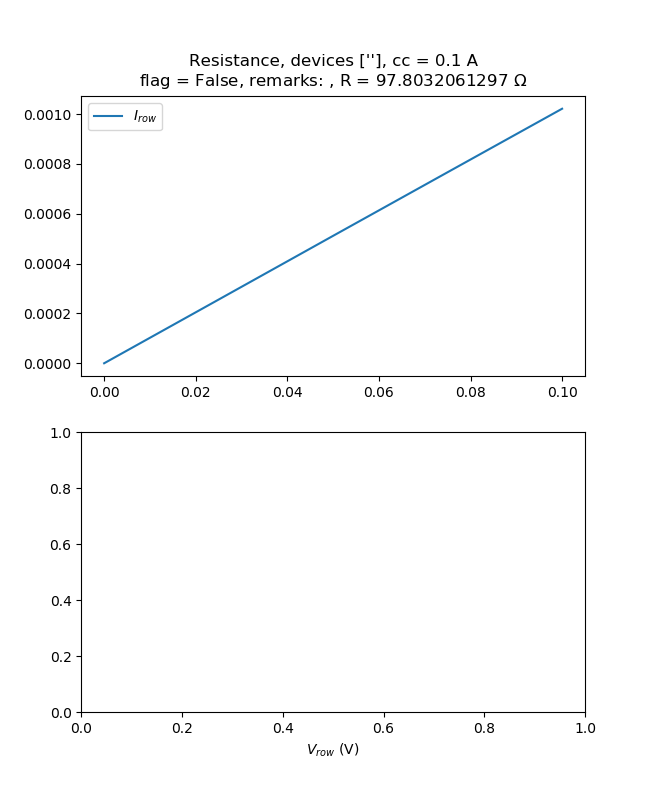 Resistance, devices [''], cc = 0.1 A
flag = False, remarks: , R = 97.8032061297 Ω
I_row
0.0010
0.0008
0.0006
0.0004
0.0002
0.0000
0.00 0.02 0.04 0.06 0.08 0.10
1.0
0.8
0.6
0.4
0.2
0.0
0.0 0.2 0.4 0.6 0.8 1.0
V_row (V)